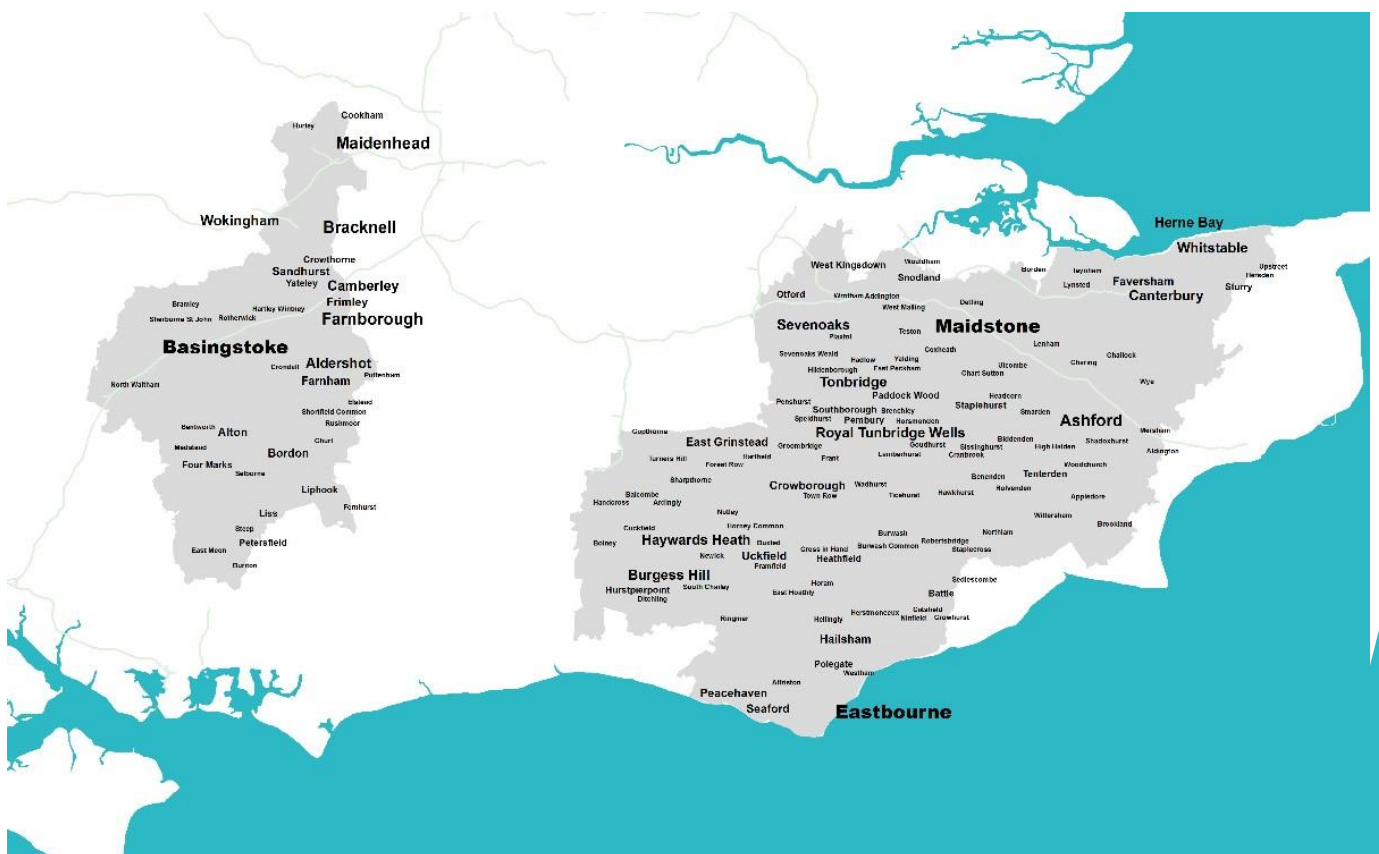 Cookham
Hurley
Maidenhead
Wokingham
Bracknell
Crowthorne
Sandhurst
Yateley
Camberley
Frimley
Bramley
Hartley Wintney
Sherborne St. John
Rotherwick
Farnborough
Basingstoke
Aldershot
Crondall
Puttenham
Farnham
North Waltham
Elstead
Shortfield Common
Rushmoor
Bentworth
Alton
Churt
Medstead
Bordon
Four Marks
Selborne
Liphook
Fernhurst
Liss
Steep
Petersfield
East Meon
Buriton
Herne Bay
Whitstable
West Kingsdown
Wouldham
Snodland
Borden
Teynham
Lynsted
Faversham
Upstreet
Hersden
Sturry
Canterbury
Otford
Wrotham
Addington
West Malling
Detling
Sevenoaks
Plaxtol
Teston
Maidstone
Lenham
Sevenoaks Weald
Hadlow
Yalding
Coxheath
Challock
Charing
Hildenborough
East Peckham
Ulcombe
Chart Sutton
Tonbridge
Wye
Paddock Wood
Headcorn
Penshurst
Southborough
Brenchley
Staplehurst
Smarden
Speldhurst
Pembury
Horsmonden
Ashford
Copthorne
East Grinstead
Royal Tunbridge Wells
Mersham
Groombridge
Goudhurst
Sissinghurst
Biddenden
High Halden
Shadoxhurst
Aldington
Turners Hill
Hartfield
Forest Row
Frant
Lamberhurst
Cranbrook
Woodchurch
Sharpthorne
Crowborough
Wadhurst
Benenden
Tenterden
Balcombe
Handcross
Ardingly
Town Row
Ticehurst
Hawkhurst
Rolvenden
Appledore
Nutley
Wittersham
Brookland
Cuckfield
Horney Common
Burwash
Northiam
Bolney
Haywards Heath
Buxted
Cross in Hand
Burwash Common
Robertsbridge
Staplecross
Newick
Uckfield
Heathfield
Framfield
Burgess Hill
Hurstpierpoint
South Chailey
Ditchling
Horam
East Hoathly
Sedlescombe
Battle
Ringmer
Hellingly
Herstmonceux
Catsfield
Ninfield
Crowhurst
Hailsham
Polegate
Westham
Alfriston
Peacehaven
Seaford
Eastbourne